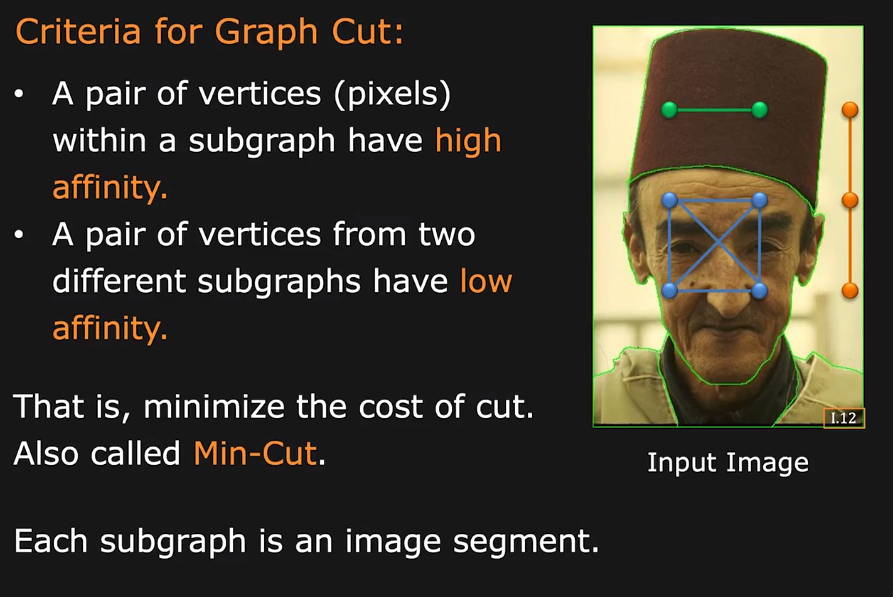 Criteria for Graph Cut:
• A pair of vertices (pixels)
within a subgraph have high
affinity.
• A pair of vertices from two
different subgraphs have low
affinity.
That is, minimize the cost of cut.
Also called Min-Cut.
Each subgraph is an image segment.
I.12
Input Image